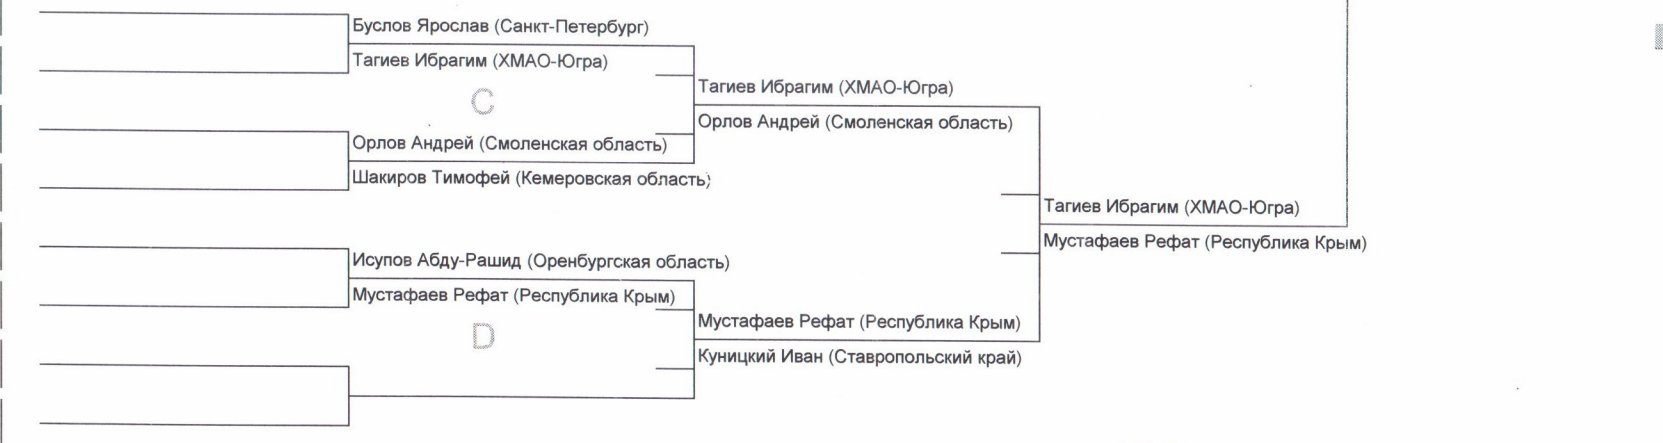 Буслов Ярослав (Санкт-Петербург)
Тагиев Ибрагим (ХМАО-Югра)
C
Орлов Андрей (Смоленская область)
Шакиров Тимофей (Кемеровская область)
Тагиев Ибрагим (ХМАО-Югра)
Орлов Андрей (Смоленская область)
Исупов Абду-Рашид (Оренбургская область)
Мустафаев Рефат (Республика Крым)
D
Мустафаев Рефат (Республика Крым)
Куницкий Иван (Ставропольский край)
Тагиев Ибрагим (ХМАО-Югра)
Мустафаев Рефат (Республика Крым)